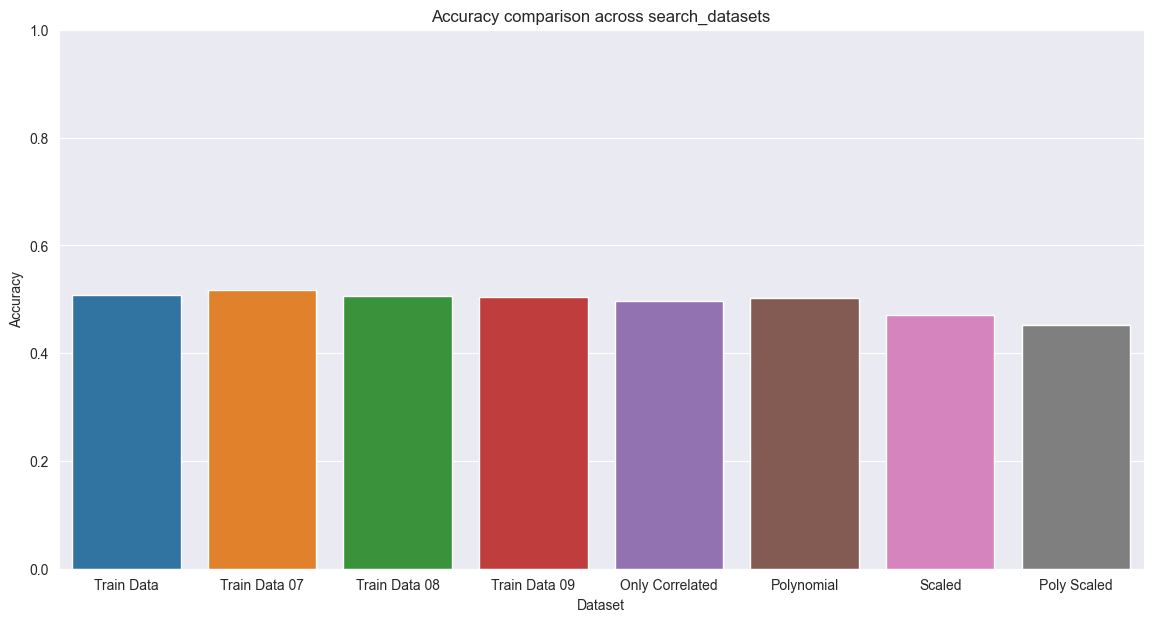 Accuracy comparison across search_datasets
1.0
0.8
0.6
0.4
0.2
0.0
Accuracy
Train Data
Train Data 07
Train Data 08
Train Data 09
Only Correlated
Polynomial
Scaled
Poly Scaled
Dataset